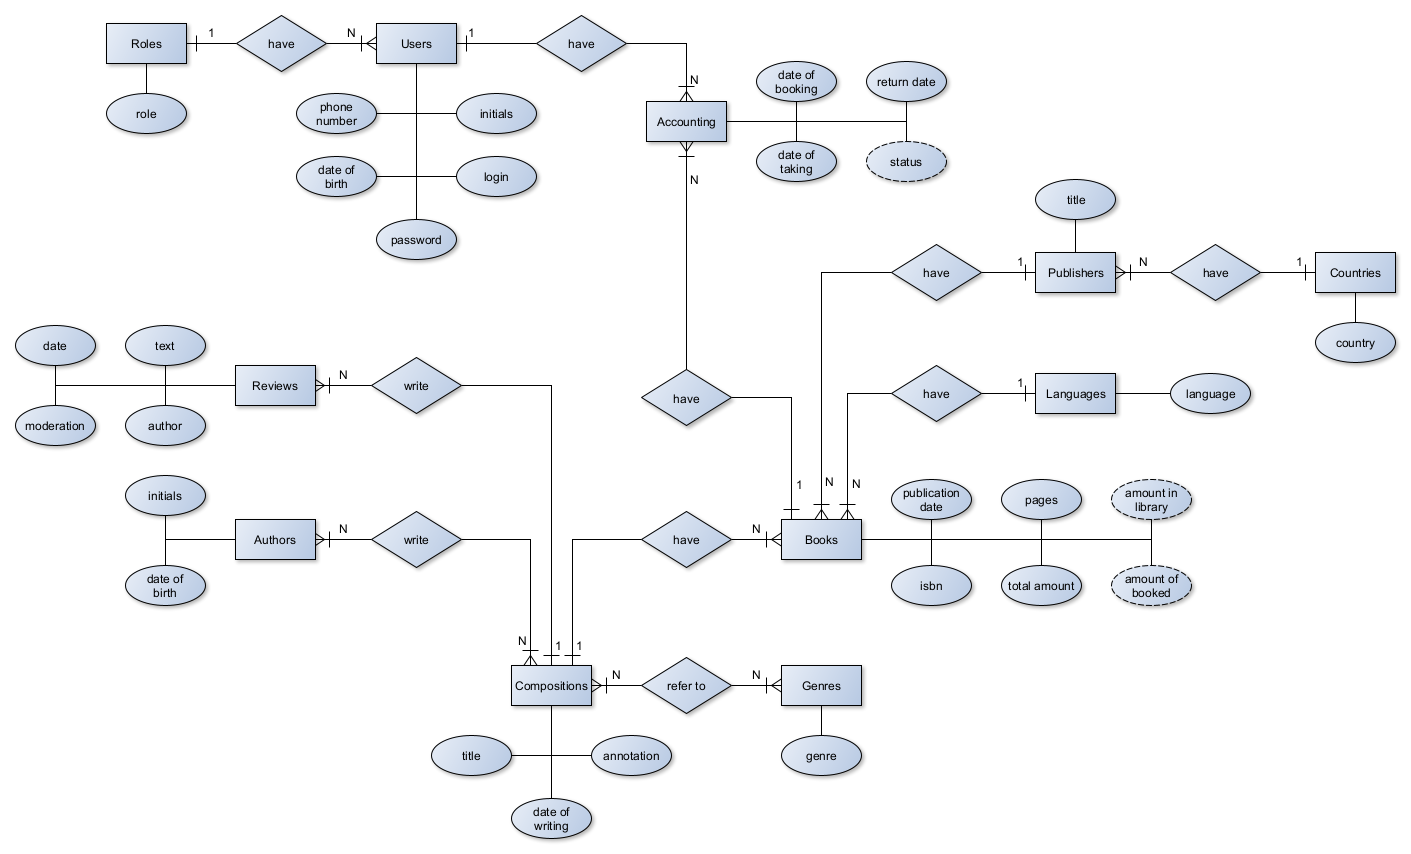 Roles
1
have
N
Users
1
have
N
role
phone
number
initials
date of
birth
login
password
Accounting
N
date of
booking
return date
date of
taking
status
title
have
1
Publishers
N
have
1
Countries
country
date
text
Reviews
N
write
moderation
author
have
have
1
Languages
language
initials
Authors
N
write
date of
birth
1
N
N
have
N
Books
publication
date
pages
amount in
library
isbn
total amount
amount of
booked
N
1
1
Compositions
N
refer to
N
Genres
title
annotation
genre
date of
writing